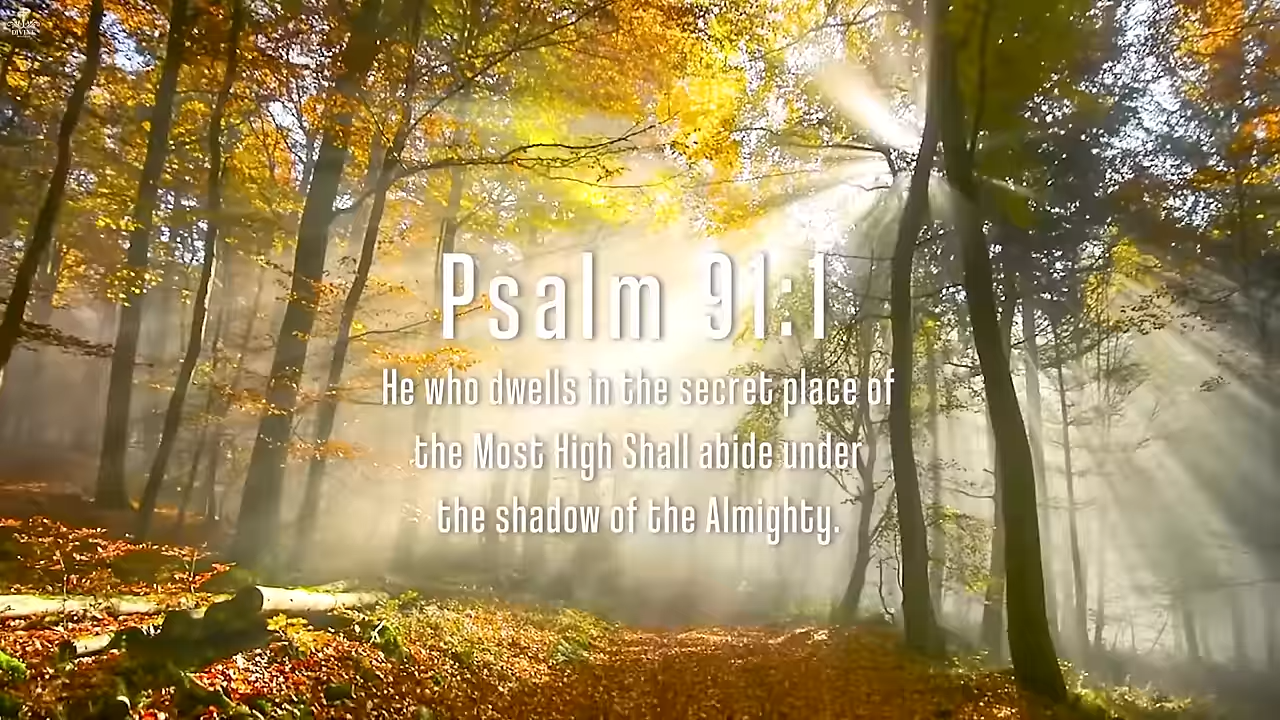 DIVINE
Psalm 91:1
He who dwells in the secret place of
the Most High Shall abide under
the shadow of the Almighty.